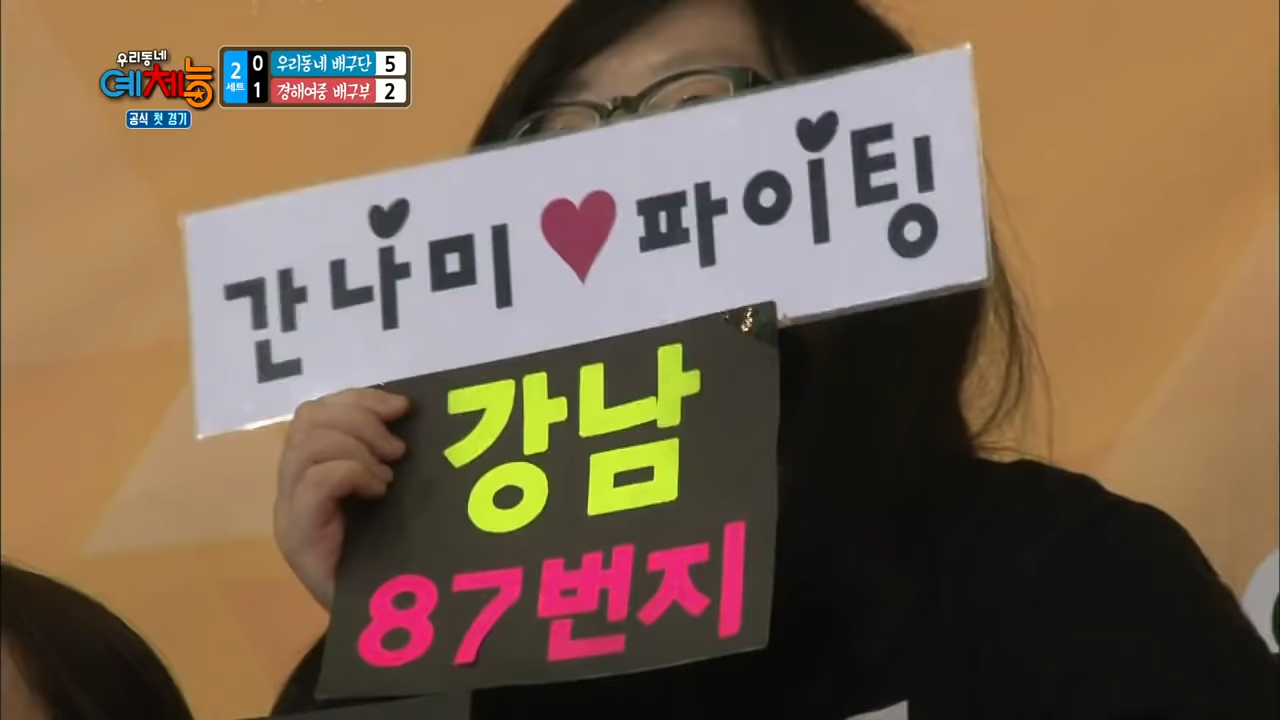 우리동네
예체능
공식 첫 경기
2 세트
0 우리동네 배구단 5
1 경해여중 배구부 2
간나미♥파이팅
강남
87번지